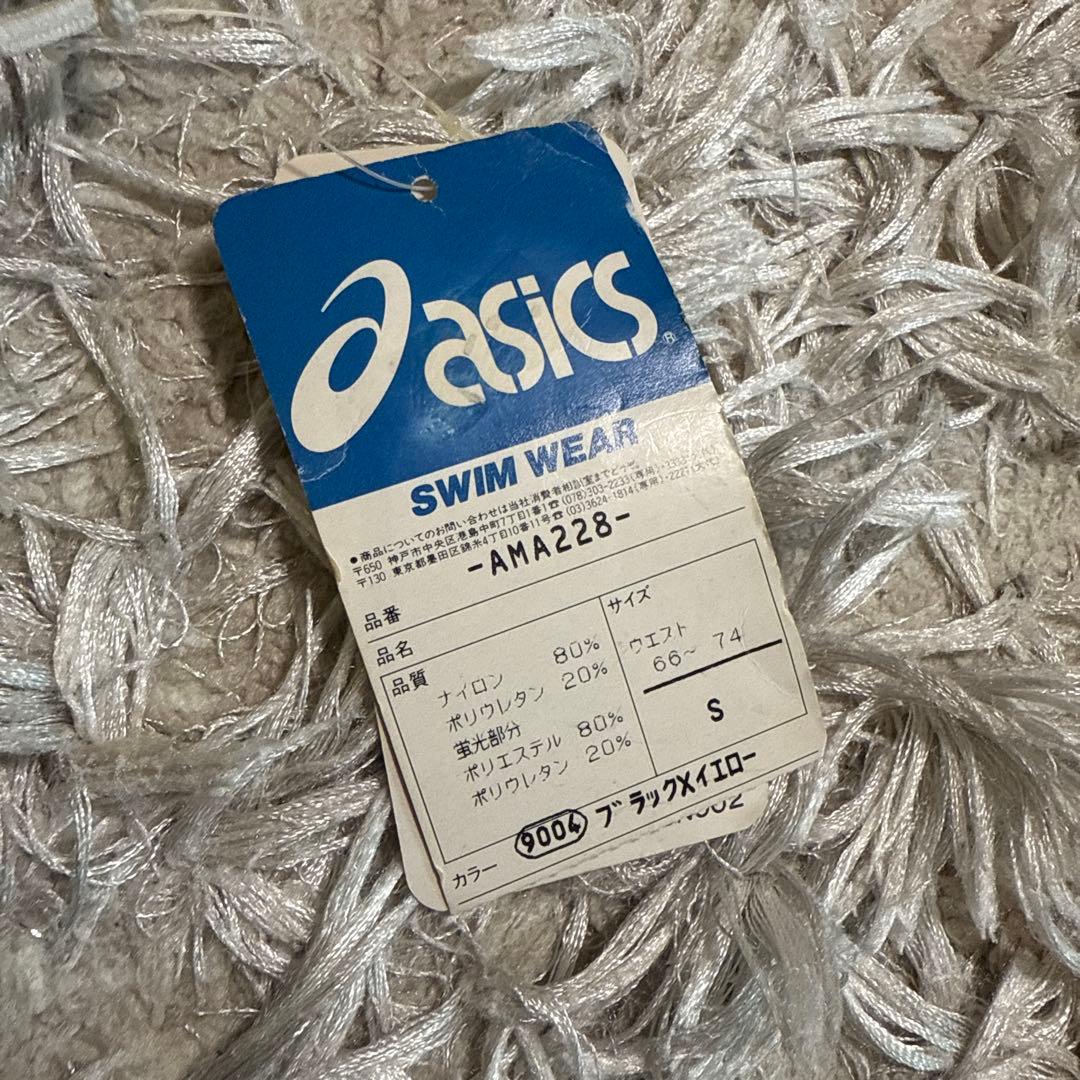 asics®
SWIM WEAR
●商品についてのお問い合わせは当社消費者相談室までどうぞ
〒650 神戸市中央区港島中町7丁目1番1☎(078)303-2233(専用)・
〒130 東京都墨田区錦糸4丁目10番11号☎(03)3624-1814(専用)・
品番 -AMA228-
品名
品質
ナイロン 80%
ポリウレタン 20%
蛍光部分
ポリエステル 80%
ポリウレタン 20%
サイズ
ウエスト
66~ 74
S
カラー 9004 ブラックXイエロー